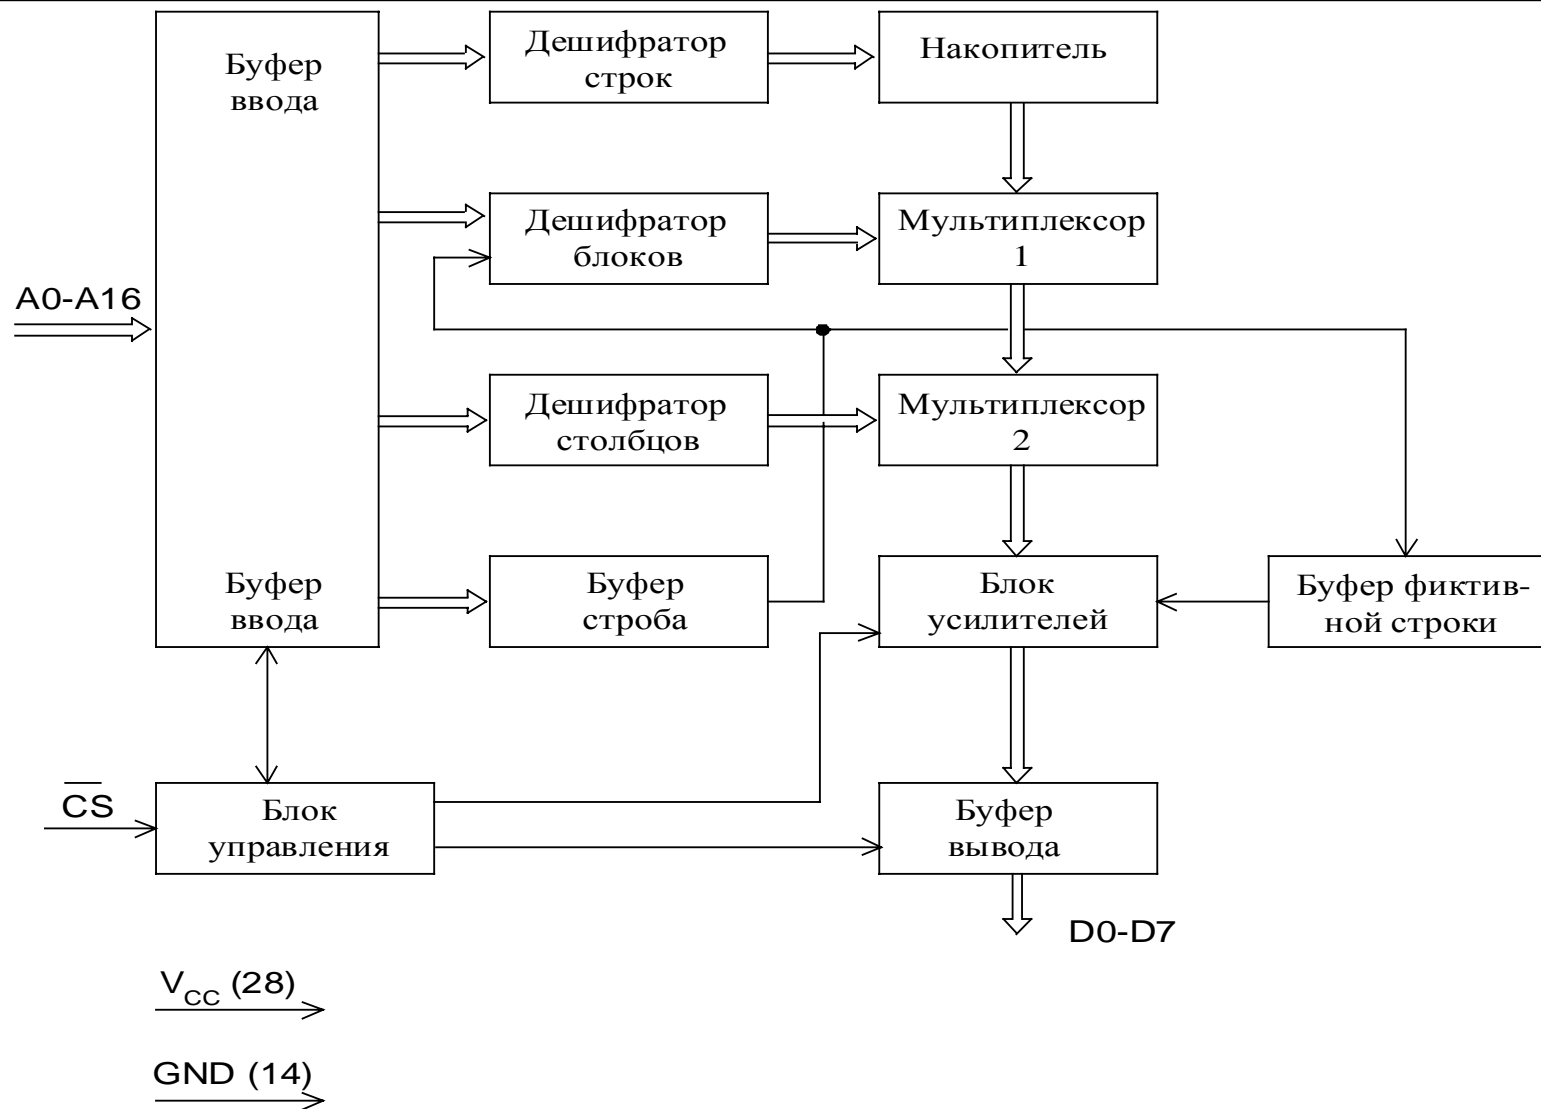 Буфер
ввода
Дешифратор
строк
Накопитель
Дешифратор
блоков
Мультиплексор
1
A0-A16
Дешифратор
столбцов
Мультиплексор
2
Буфер
ввода
Буфер
строба
Блок
усилителей
Буфер фиктив-
ной строки
CS
Блок
управления
Буфер
вывода
D0-D7
VCC (28)
GND (14)